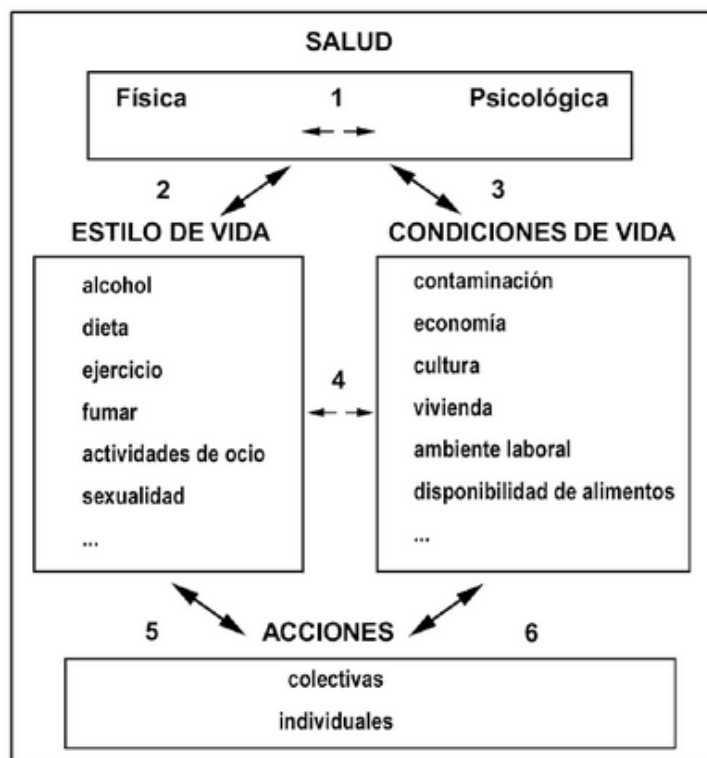 SALUD
Física 1 Psicológica
2 3
ESTILO DE VIDA
alcohol
dieta
ejercicio
fumar
actividades de ocio
sexualidad
...
4
CONDICIONES DE VIDA
contaminación
economía
cultura
vivienda
ambiente laboral
disponibilidad de alimentos
...
5 ACCIONES 6
colectivas
individuales